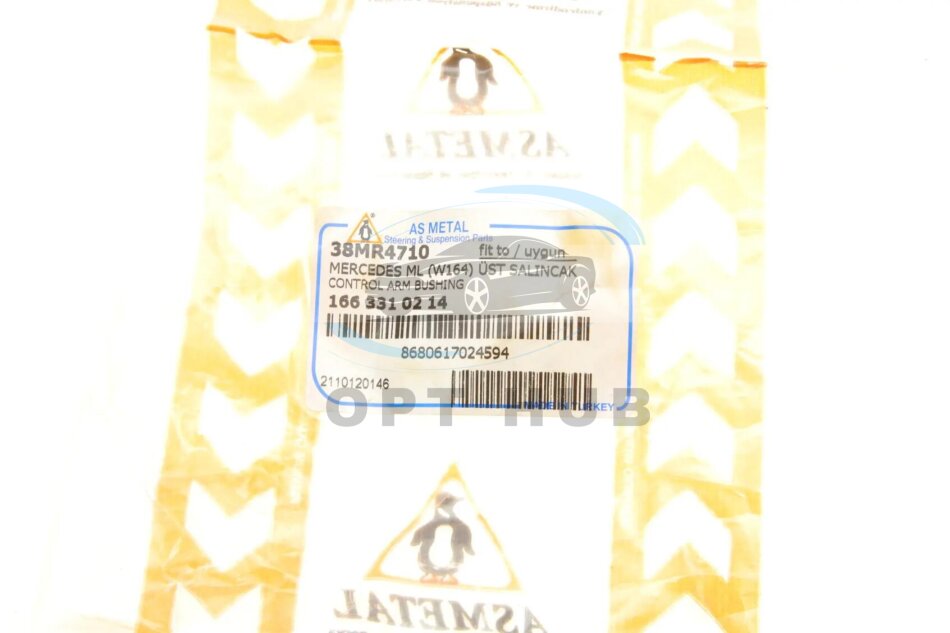 ASMETAL
AS METAL
Steering & Suspension Parts
38MR4710 fit to / uygun
MERCEDES ML (W164) ÜST SALINCAK
CONTROL ARM BUSHING
166 331 02 14
8680617024594
2110120146
MADE IN TURKEY
OPT HUB
ASMETAL